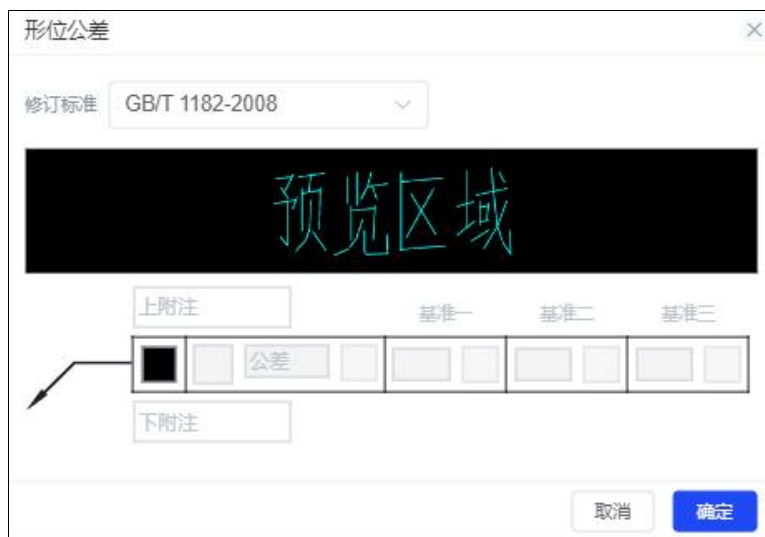 形位公差
修订标准 GB/T 1182-2008
预览区域
上附注 基准一 基准二 基准三
公差
下附注
取消 确定